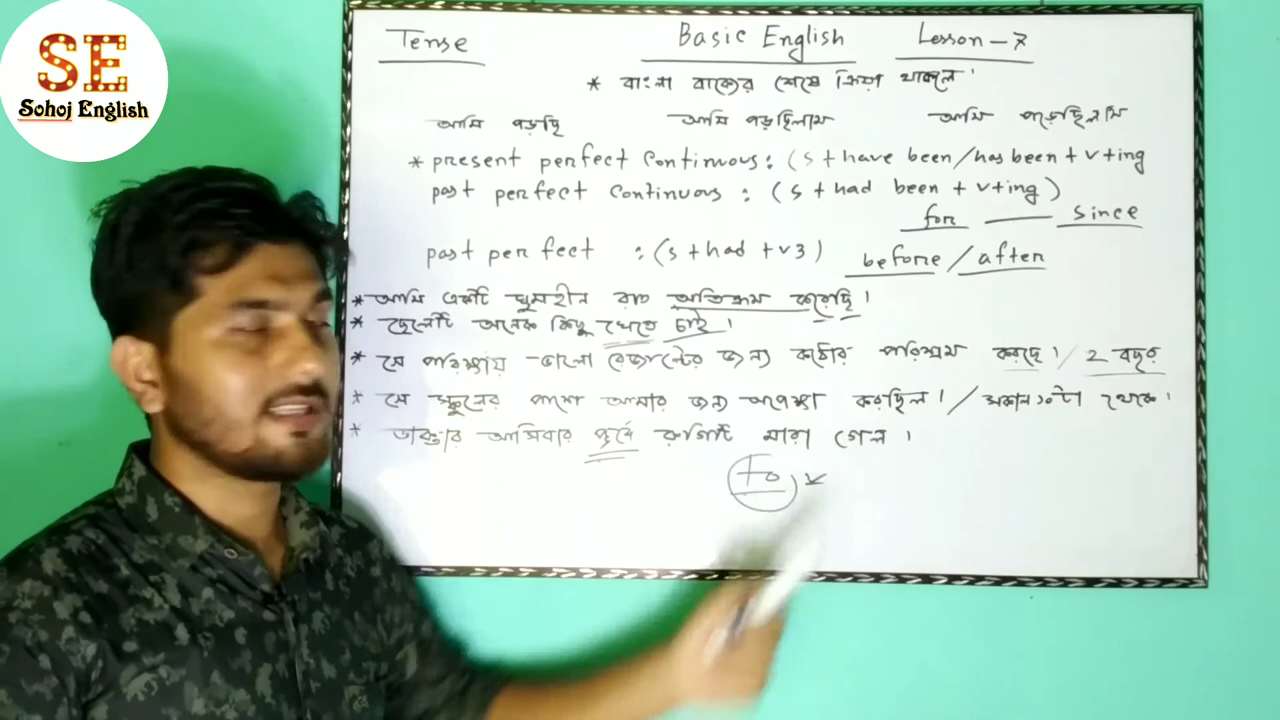 SE
Sohoj English
Tense Basic English Lesson-7
* বাংলা বাক্যের শেষে ক্রিয়া থাকলে।
আমি পড়ছি আমি পড়ছিলাম আমি পড়েছিলাম
* present perfect Continuous: (s + have been/has been + v+ing
past perfect Continuous : (s + had been + v+ing)
for — since
past perfect : (s + had + v3) before / after
* আমি একটি ঘুমহীন রাত অতিক্রম করেছি।
* ছেলেটি অনেক কিছু খেতে চাই।
* সে পরিক্ষায় ভালো রেজাল্টের জন্য কঠোর পরিশ্রম করছে। / 2 বছর
* সে স্কুলের পাশে আমার জন্য অপেক্ষা করছিল। / সকাল ১০টা থেকে।
* ডাক্তার আসিবার পূর্বে রুগিটি মারা গেল।
to